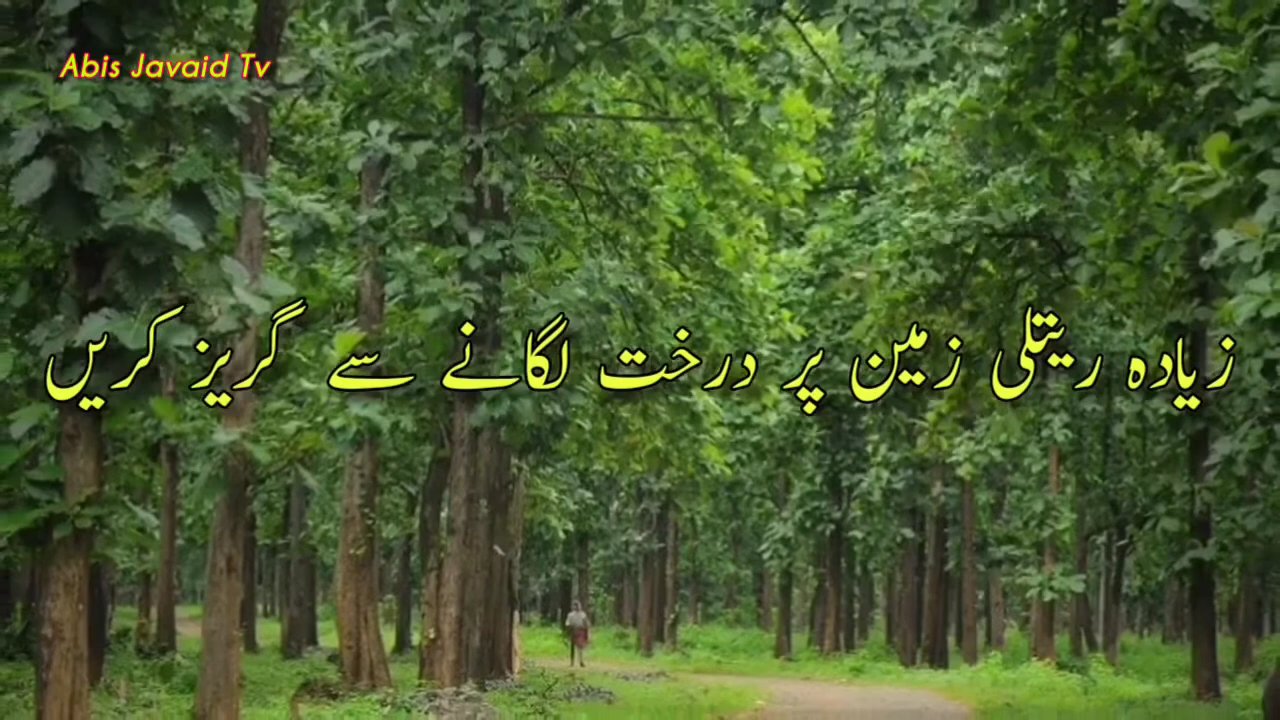 Abis Javaid Tv
زیادہ ریتلی زمین پر درخت لگانے سے گریز کریں